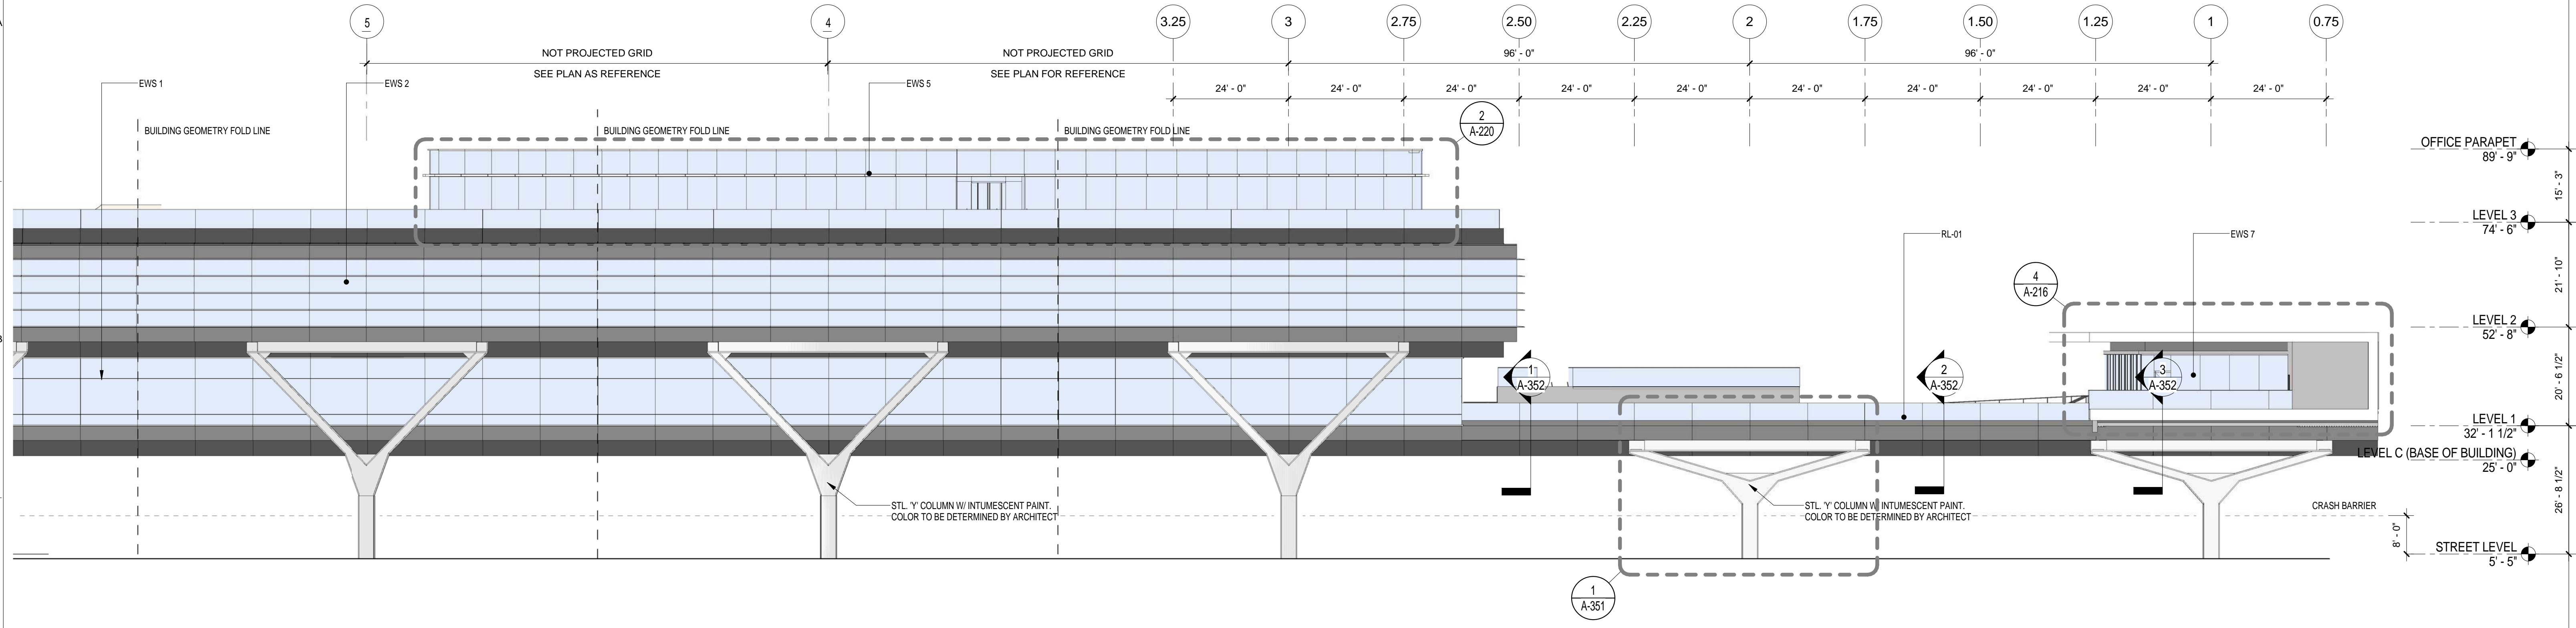 5
4
3.25
3
2.75
2.50
2.25
2
1.75
1.50
1.25
1
0.75
NOT PROJECTED GRID
SEE PLAN AS REFERENCE
NOT PROJECTED GRID
SEE PLAN FOR REFERENCE
96' - 0"
96' - 0"
24' - 0"
24' - 0"
24' - 0"
24' - 0"
24' - 0"
24' - 0"
24' - 0"
24' - 0"
24' - 0"
24' - 0"
EWS 1
EWS 2
EWS 5
BUILDING GEOMETRY FOLD LINE
BUILDING GEOMETRY FOLD LINE
BUILDING GEOMETRY FOLD LINE
2
A-220
OFFICE PARAPET
89' - 9"
15' - 3"
LEVEL 3
74' - 6"
RL-01
EWS 7
21' - 10"
4
A-216
LEVEL 2
52' - 8"
1
A-352
2
A-352
3
A-352
20' - 6 1/2"
LEVEL 1
32' - 1 1/2"
LEVEL C (BASE OF BUILDING)
25' - 0"
26' - 8 1/2"
STL. 'Y' COLUMN W/ INTUMESCENT PAINT.
COLOR TO BE DETERMINED BY ARCHITECT
STL. 'Y' COLUMN W/ INTUMESCENT PAINT.
COLOR TO BE DETERMINED BY ARCHITECT
CRASH BARRIER
8' - 0"
STREET LEVEL
5' - 5"
1
A-351